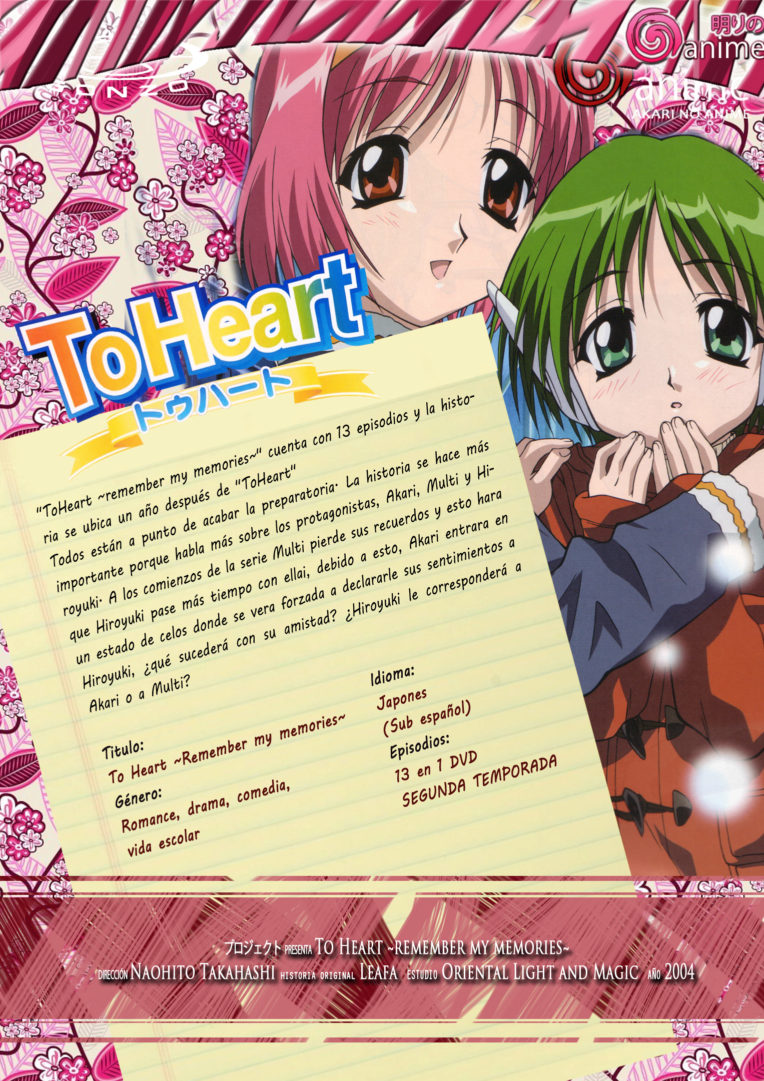 明りの
anime
anime
AKARI NO ANIME
ENZO
ToHeart
トゥハート
"ToHeart ~remember my memories~" cuenta con 13 episodios y la histo-
ria se ubica un año después de "ToHeart"
Todos están a punto de acabar la preparatoria. La historia se hace más
importante porque habla más sobre los protagonistas, Akari, Multi y Hi-
royuki. A los comienzos de la serie Multi pierde sus recuerdos y esto hara
que Hiroyuki pase más tiempo con ellai, debido a esto, Akari entrara en
un estado de celos donde se vera forzada a declararle sus sentimientos a
Hiroyuki, ¿qué sucederá con su amistad? ¿Hiroyuki le corresponderá a
Akari o a Multi?
Titulo:
To Heart ~Remember my memories~
Género:
Romance, drama, comedia,
vida escolar
Idioma:
Japones
(Sub español)
Episodios:
13 en 1 DVD
SEGUNDA TEMPORADA
プロジェクト PRESENTA TO HEART ~REMEMBER MY MEMORIES~
DIRECCIÓN NAOHITO TAKAHASHI HISTORIA ORIGINAL LEAFA ESTUDIO ORIENTAL LIGHT AND MAGIC AÑO 2004